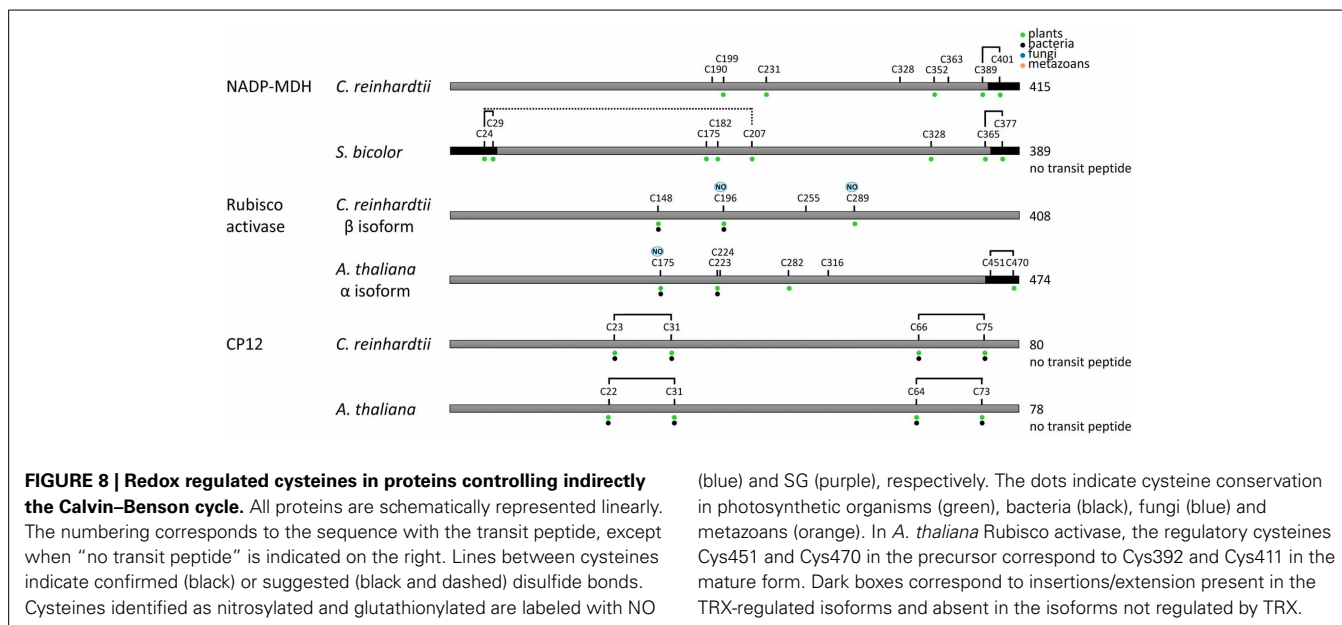 plants
bacteria
fungi
metazoans
C199 C363 C401
C190 C231 C328 C352 C389
NADP-MDH C. reinhardtii 415
C29 C182 C377
C24 C175 C207 C328 C365
S. bicolor 389
no transit peptide
NO NO
Rubisco C. reinhardtii C148 C196 C255 C289
activase β isoform 408
NO C224
A. thaliana C175 C223 C282 C316 C451 C470
α isoform 474
CP12 C. reinhardtii C23 C31 C66 C75 80
no transit peptide
C22 C31 C64 C73
A. thaliana 78
no transit peptide
FIGURE 8 | Redox regulated cysteines in proteins controlling indirectly
the Calvin–Benson cycle. All proteins are schematically represented linearly.
The numbering corresponds to the sequence with the transit peptide, except
when “no transit peptide” is indicated on the right. Lines between cysteines
indicate confirmed (black) or suggested (black and dashed) disulfide bonds.
Cysteines identified as nitrosylated and glutathionylated are labeled with NO
(blue) and SG (purple), respectively. The dots indicate cysteine conservation
in photosynthetic organisms (green), bacteria (black), fungi (blue) and
metazoans (orange). In A. thaliana Rubisco activase, the regulatory cysteines
Cys451 and Cys470 in the precursor correspond to Cys392 and Cys411 in the
mature form. Dark boxes correspond to insertions/extension present in the
TRX-regulated isoforms and absent in the isoforms not regulated by TRX.